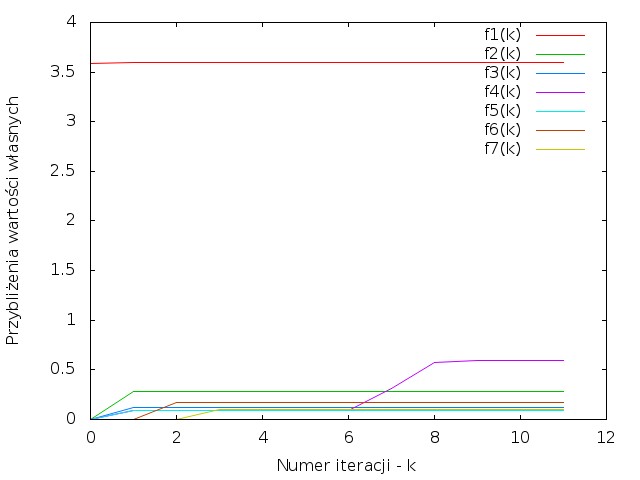 4
3.5
3
2.5
2
1.5
1
0.5
0
0
2
4
6
8
10
12
Przybliżenia wartości własnych
Numer iteracji - k
f1(k)
f2(k)
f3(k)
f4(k)
f5(k)
f6(k)
f7(k)